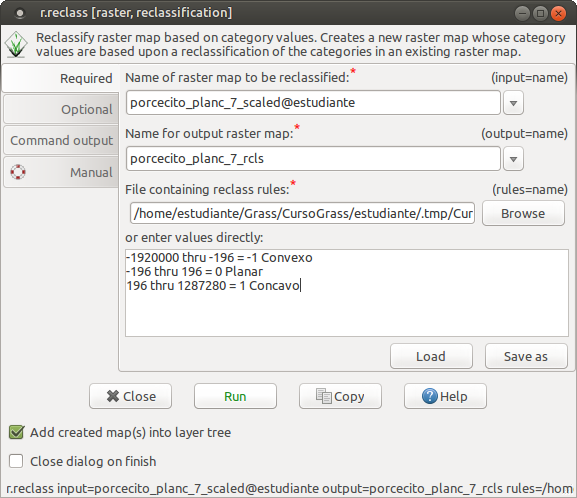 r.reclass [raster, reclassification]
Reclassify raster map based on category values. Creates a new raster map whose category
values are based upon a reclassification of the categories in an existing raster map.
Required
Optional
Command output
Manual
Name of raster map to be reclassified:* (input=name)
porcecito_planc_7_scaled@estudiante
Name for output raster map:* (output=name)
porcecito_planc_7_rcls
File containing reclass rules:* (rules=name)
/home/estudiante/Grass/CursoGrass/estudiante/.tmp/Cur Browse
or enter values directly:
-1920000 thru -196 = -1 Convexo
-196 thru 196 = 0 Planar
196 thru 1287280 = 1 Concavo
Load Save as
Close Run Copy Help
Add created map(s) into layer tree
Close dialog on finish
r.reclass input=porcecito_planc_7_scaled@estudiante output=porcecito_planc_7_rcls rules=/hom